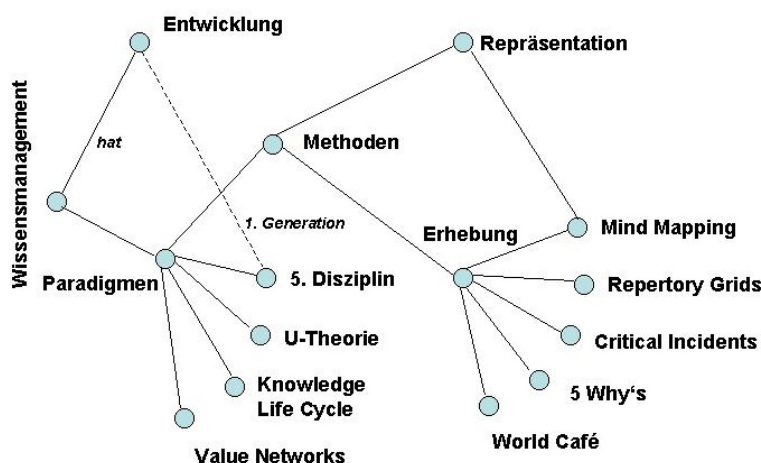 Entwicklung
Repräsentation
Wissensmanagement
hat
Methoden
1. Generation
Erhebung
Mind Mapping
Paradigmen
5. Disziplin
Repertory Grids
U-Theorie
Critical Incidents
Knowledge
Life Cycle
5 Why‘s
World Café
Value Networks